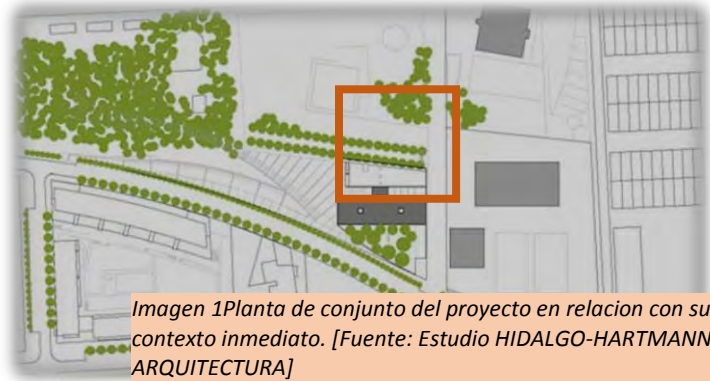 Imagen 1Planta de conjunto del proyecto en relacion con su
contexto inmediato. [Fuente: Estudio HIDALGO-HARTMANN
ARQUITECTURA]